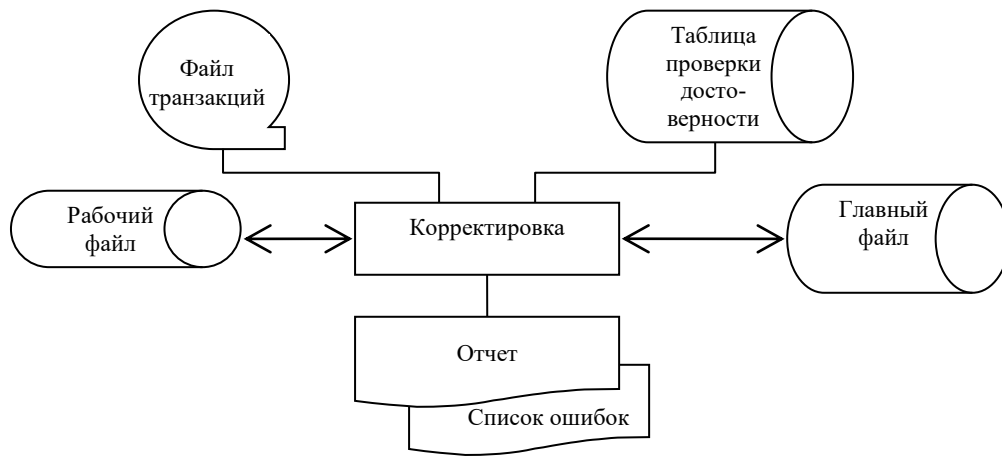 Файл
транзакций
Таблица
проверки
досто-
верности
Рабочий
файл
Корректировка
Главный
файл
Отчет
Список ошибок